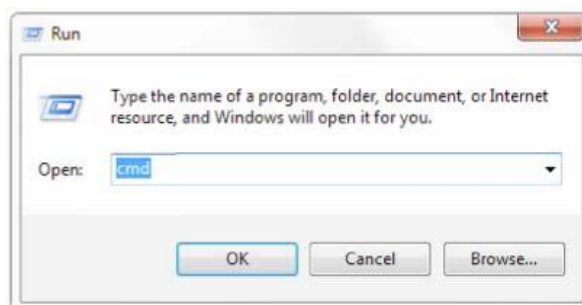 Run
Type the name of a program, folder, document, or Internet
resource, and Windows will open it for you.
Open: cmd
OK Cancel Browse...